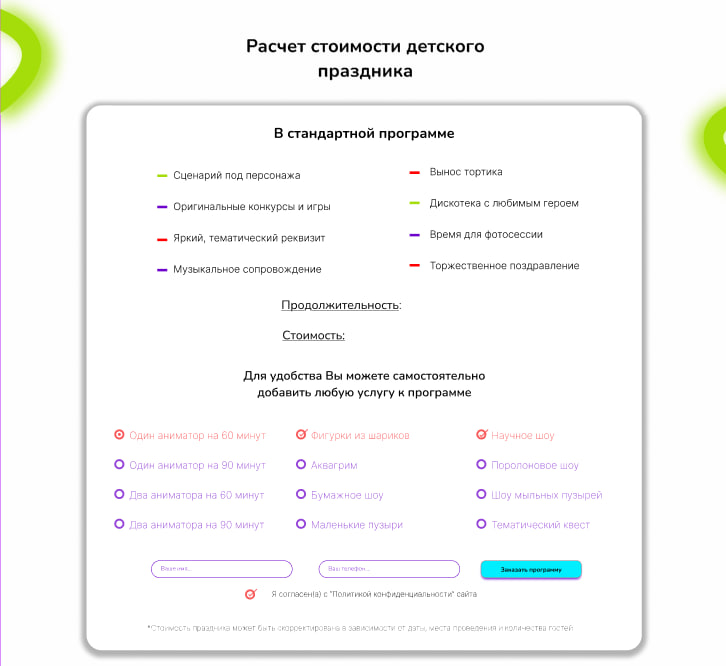 Расчет стоимости детского
праздника
В стандартной программе
Сценарий под персонажа
Оригинальные конкурсы и игры
Яркий, тематический реквизит
Музыкальное сопровождение
Вынос тортика
Дискотека с любимым героем
Время для фотосессии
Торжественное поздравление
Продолжительность:
Стоимость:
Для удобства Вы можете самостоятельно
добавить любую услугу к программе
Один аниматор на 60 минут
Один аниматор на 90 минут
Два аниматора на 60 минут
Два аниматора на 90 минут
Фигурки из шариков
Аквагрим
Бумажное шоу
Маленькие пузыри
Научное шоу
Поролоновое шоу
Шоу мыльных пузырей
Тематический квест
Ваше имя...
Ваш телефон...
Заказать программу
Я согласен(а) с "Политикой конфиденциальности" сайта
*Стоимость праздника может быть скорректирована в зависимости от даты, места проведения и количества гостей